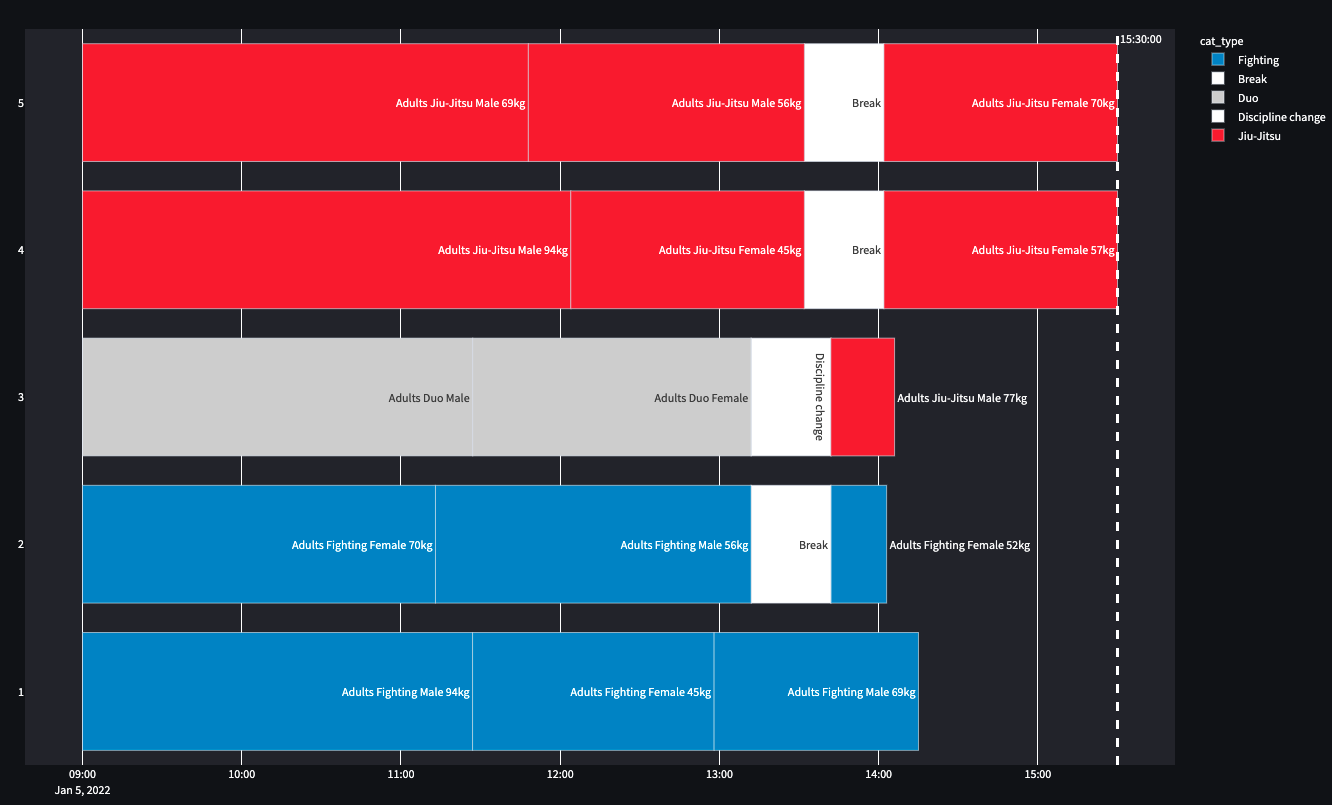 15:30:00
cat_type
Fighting
Break
Duo
Discipline change
Jiu-Jitsu
5
Adults Jiu-Jitsu Male 69kg
Adults Jiu-Jitsu Male 56kg
Break
Adults Jiu-Jitsu Female 70kg
4
Adults Jiu-Jitsu Male 94kg
Adults Jiu-Jitsu Female 45kg
Break
Adults Jiu-Jitsu Female 57kg
3
Adults Duo Male
Adults Duo Female
Discipline change
Adults Jiu-Jitsu Male 77kg
2
Adults Fighting Female 70kg
Adults Fighting Male 56kg
Break
Adults Fighting Female 52kg
1
Adults Fighting Male 94kg
Adults Fighting Female 45kg
Adults Fighting Male 69kg
09:00
10:00
11:00
12:00
13:00
14:00
15:00
Jan 5, 2022